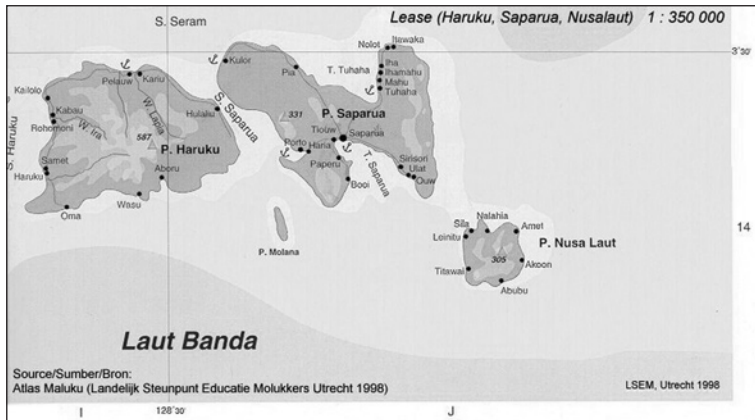 Lease (Haruku, Saparua, Nusalaut) 1 : 350 000
S. Seram
3°30'
Nolot
Itawaka
Kulor
Pia
T. Tuhaha
Iha
Ihamahu
Mahu
Tuhaha
Pelauw
Kariu
Kailolo
Kabau
Rohomoni
W. Ira
W. Lapia
Hulaliu
S. Saparua
331
P. Saparua
Tiouw
Saparua
S. Haruku
587
P. Haruku
Porto
Haria
Paperu
T. Saparua
Booi
Sirisori
Ulat
Ouw
Samet
Haruku
Aboru
Oma
Wasu
P. Molana
14
Sila
Nalahia
Amet
Leinitu
P. Nusa Laut
305
Titawai
Akoon
Abubu
Laut Banda
Source/Sumber/Bron:
Atlas Maluku (Landelijk Steunpunt Educatie Molukkers Utrecht 1998)
LSEM, Utrecht 1998
I
128°30'
J